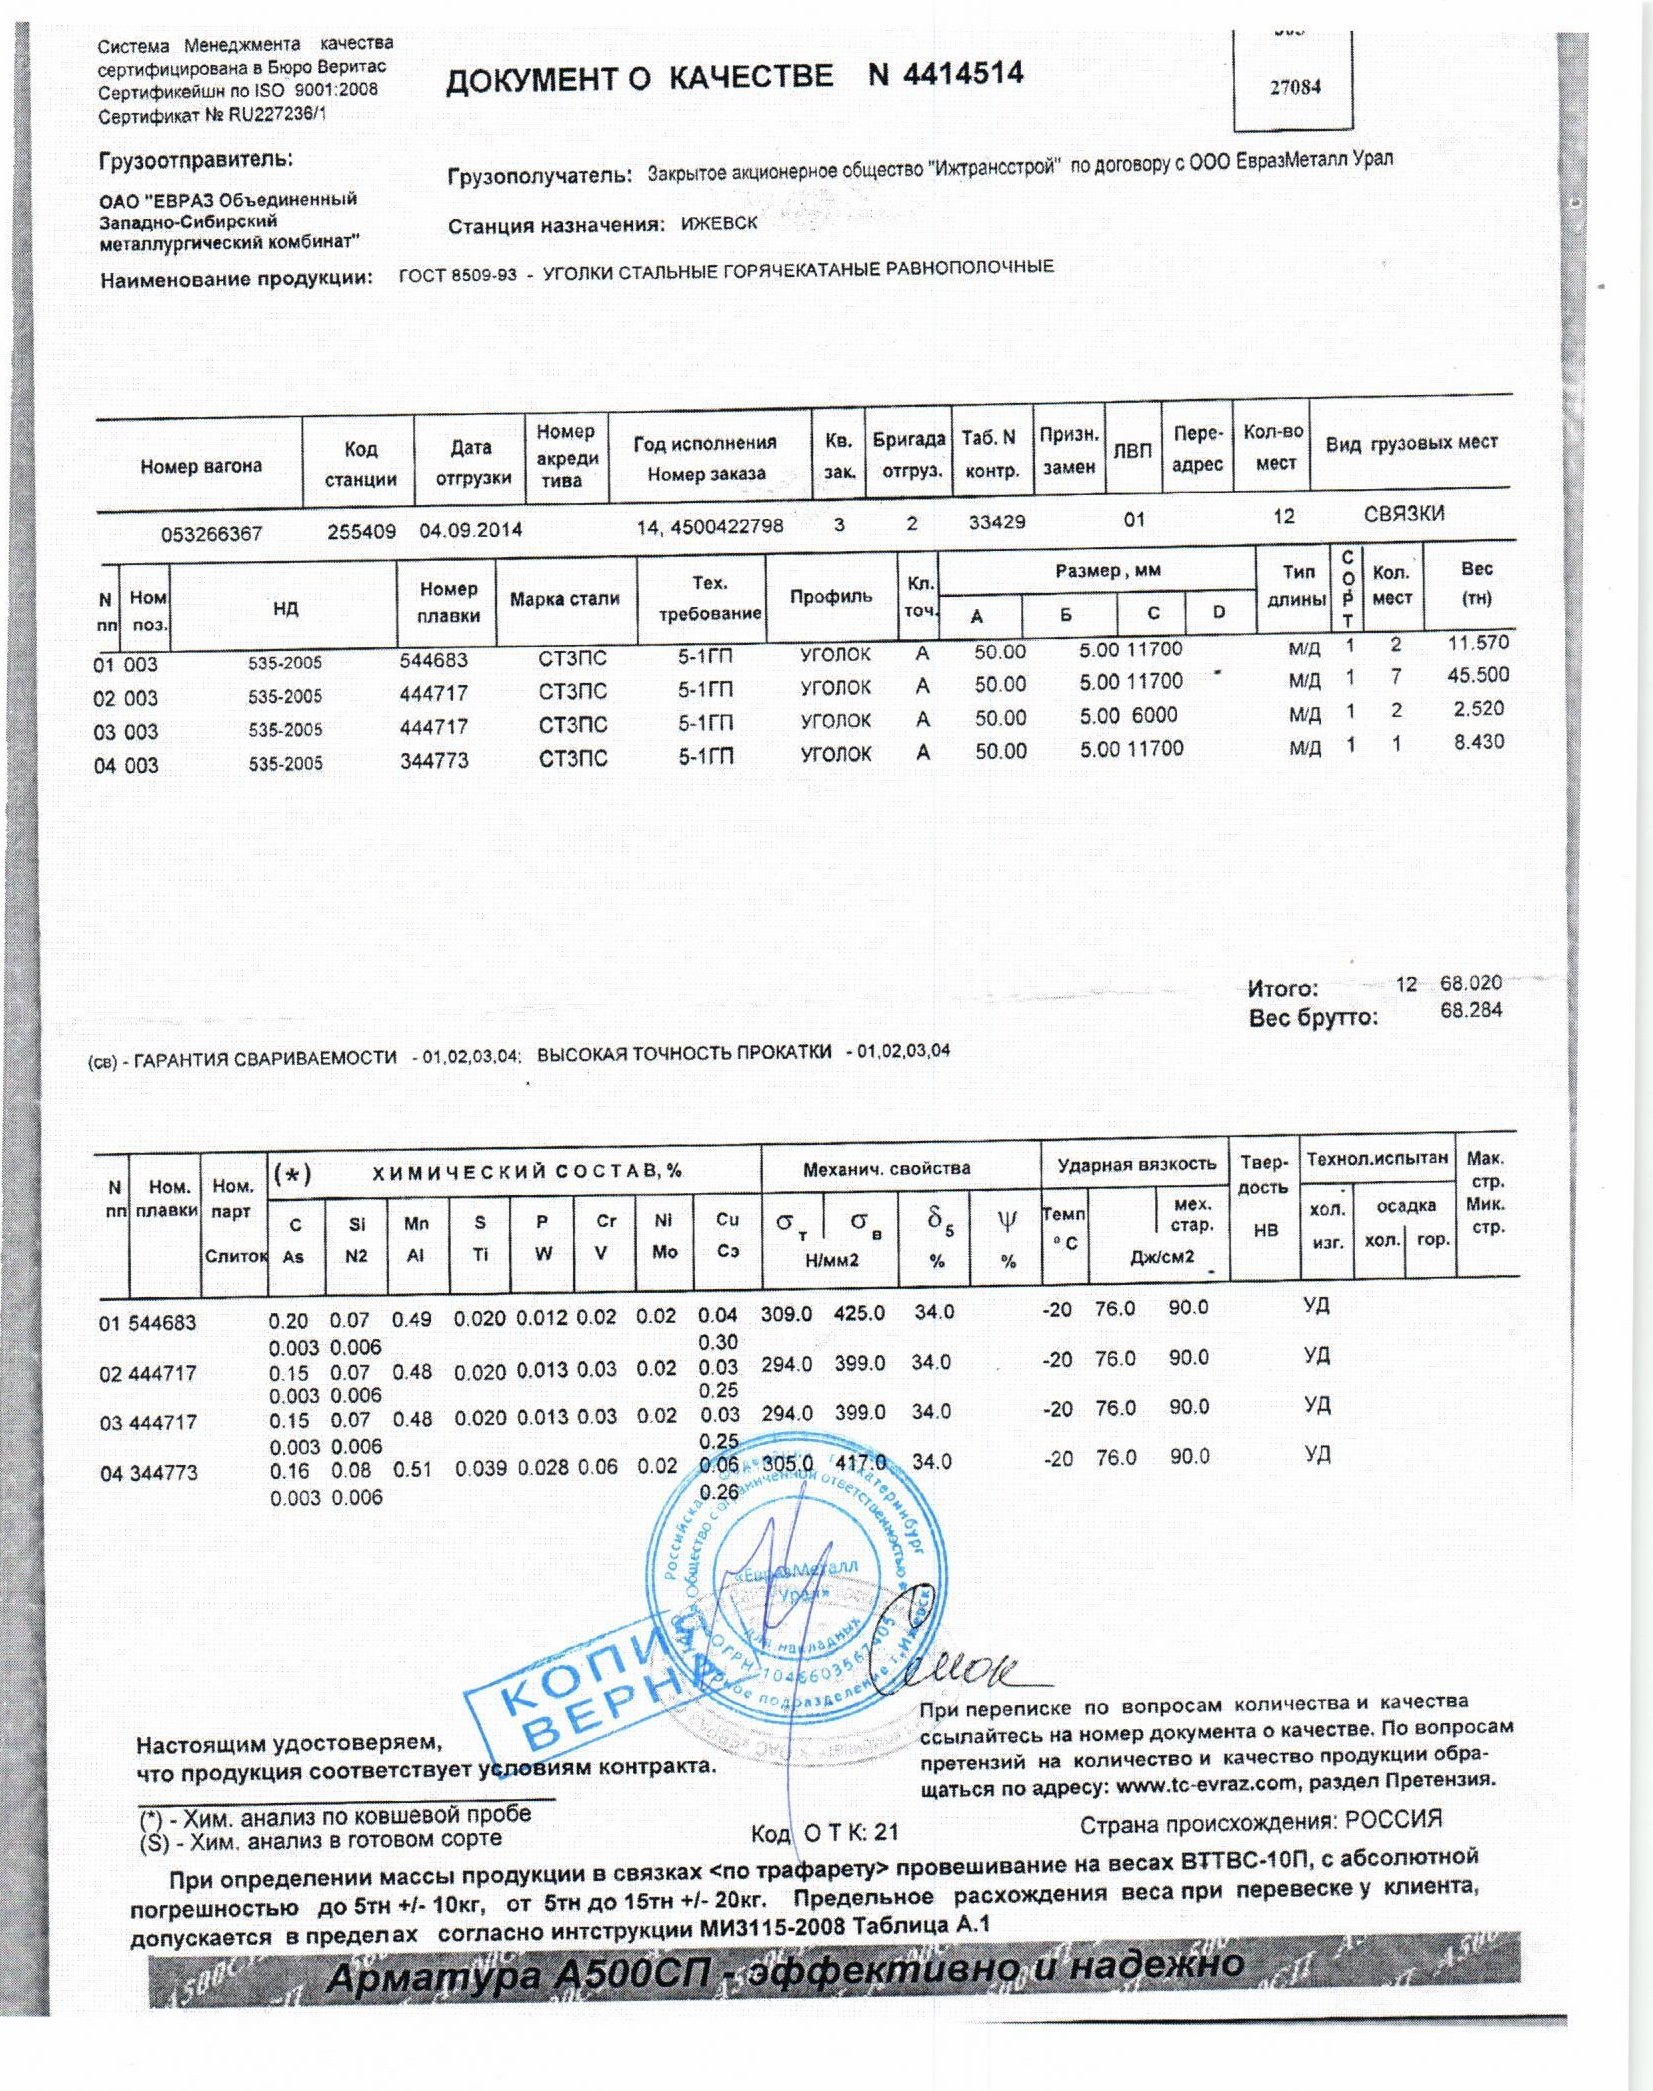 Система Менеджмента качества
сертифицирована в Бюро Веритас
Сертификейшн по ISO 9001:2008
Сертификат № RU227236/1
ДОКУМЕНТ О КАЧЕСТВЕ N 4414514
27084
Грузоотправитель:
ОАО "ЕВРАЗ Объединенный
Западно-Сибирский
металлургический комбинат"
Грузополучатель: Закрытое акционерное общество "Ижтрансстрой" по договору с ООО ЕвразМеталл Урал
Станция назначения: ИЖЕВСК
Наименование продукции: ГОСТ 8509-93 - УГОЛКИ СТАЛЬНЫЕ ГОРЯЧЕКАТАНЫЕ РАВНОПОЛОЧНЫЕ
Номер вагона Код станции Дата отгрузки Номер акреди тива Год исполнения Номер заказа Кв. зак. Бригада отгруз. Таб. N контр. Призн. замен ЛВП Пере- адрес Кол-во мест Вид грузовых мест
053266367 255409 04.09.2014 14, 4500422798 3 2 33429 01 12 СВЯЗКИ
N пп Ном поз. НД Номер плавки Марка стали Тех. требование Профиль Кл. точ. Размер, мм А Б С D Тип длины СОРТ Кол. мест Вес (тн)
01 003 535-2005 544683 СТ3ПС 5-1ГП УГОЛОК А 50.00 5.00 11700 М/Д 1 2 11.570
02 003 535-2005 444717 СТ3ПС 5-1ГП УГОЛОК А 50.00 5.00 11700 М/Д 1 7 45.500
03 003 535-2005 444717 СТ3ПС 5-1ГП УГОЛОК А 50.00 5.00 6000 М/Д 1 2 2.520
04 003 535-2005 344773 СТ3ПС 5-1ГП УГОЛОК А 50.00 5.00 11700 М/Д 1 1 8.430
Итого: 12 68.020
Вес брутто: 68.284
(св) - ГАРАНТИЯ СВАРИВАЕМОСТИ - 01,02,03,04; ВЫСОКАЯ ТОЧНОСТЬ ПРОКАТКИ - 01,02,03,04
N пп Ном. плавки Ном. парт Слиток (*) ХИМИЧЕСКИЙ СОСТАВ, % Механич. свойства Ударная вязкость Твер- дость НВ Технол.испытан Мак. стр. Мик. стр.
C Si Mn S P Cr Ni Cu σт σв δ5 ψ Темп °С мех. стар. хол. изг. осадка
As N2 Al Ti W V Mo Сэ Н/мм2 % % Дж/см2 хол. гор.
01 544683 0.20 0.07 0.49 0.020 0.012 0.02 0.02 0.04 309.0 425.0 34.0 -20 76.0 90.0 УД
0.003 0.006 0.30
02 444717 0.15 0.07 0.48 0.020 0.013 0.03 0.02 0.03 294.0 399.0 34.0 -20 76.0 90.0 УД
0.003 0.006 0.25
03 444717 0.15 0.07 0.48 0.020 0.013 0.03 0.02 0.03 294.0 399.0 34.0 -20 76.0 90.0 УД
0.003 0.006 0.25
04 344773 0.16 0.08 0.51 0.039 0.028 0.06 0.02 0.06 305.0 417.0 34.0 -20 76.0 90.0 УД
0.003 0.006 0.26
Общество с ограниченной ответственностью
«ЕвразМеталл
Урал»
для накладных
ОГРН 1046603567405
подразделение г. Ижевск
КОПИЯ
ВЕРНА
Настоящим удостоверяем,
что продукция соответствует условиям контракта.
При переписке по вопросам количества и качества
ссылайтесь на номер документа о качестве. По вопросам
претензий на количество и качество продукции обра-
щаться по адресу: www.tc-evraz.com, раздел Претензия.
(*) - Хим. анализ по ковшевой пробе
(S) - Хим. анализ в готовом сорте
Код О Т К: 21
Страна происхождения: РОССИЯ
При определении массы продукции в связках <по трафарету> провешивание на весах ВТТВС-10П, с абсолютной
погрешностью до 5тн +/- 10кг, от 5тн до 15тн +/- 20кг. Предельное расхождения веса при перевеске у клиента,
допускается в пределах согласно интструкции МИ3115-2008 Таблица А.1
Арматура А500СП - эффективно и надежно